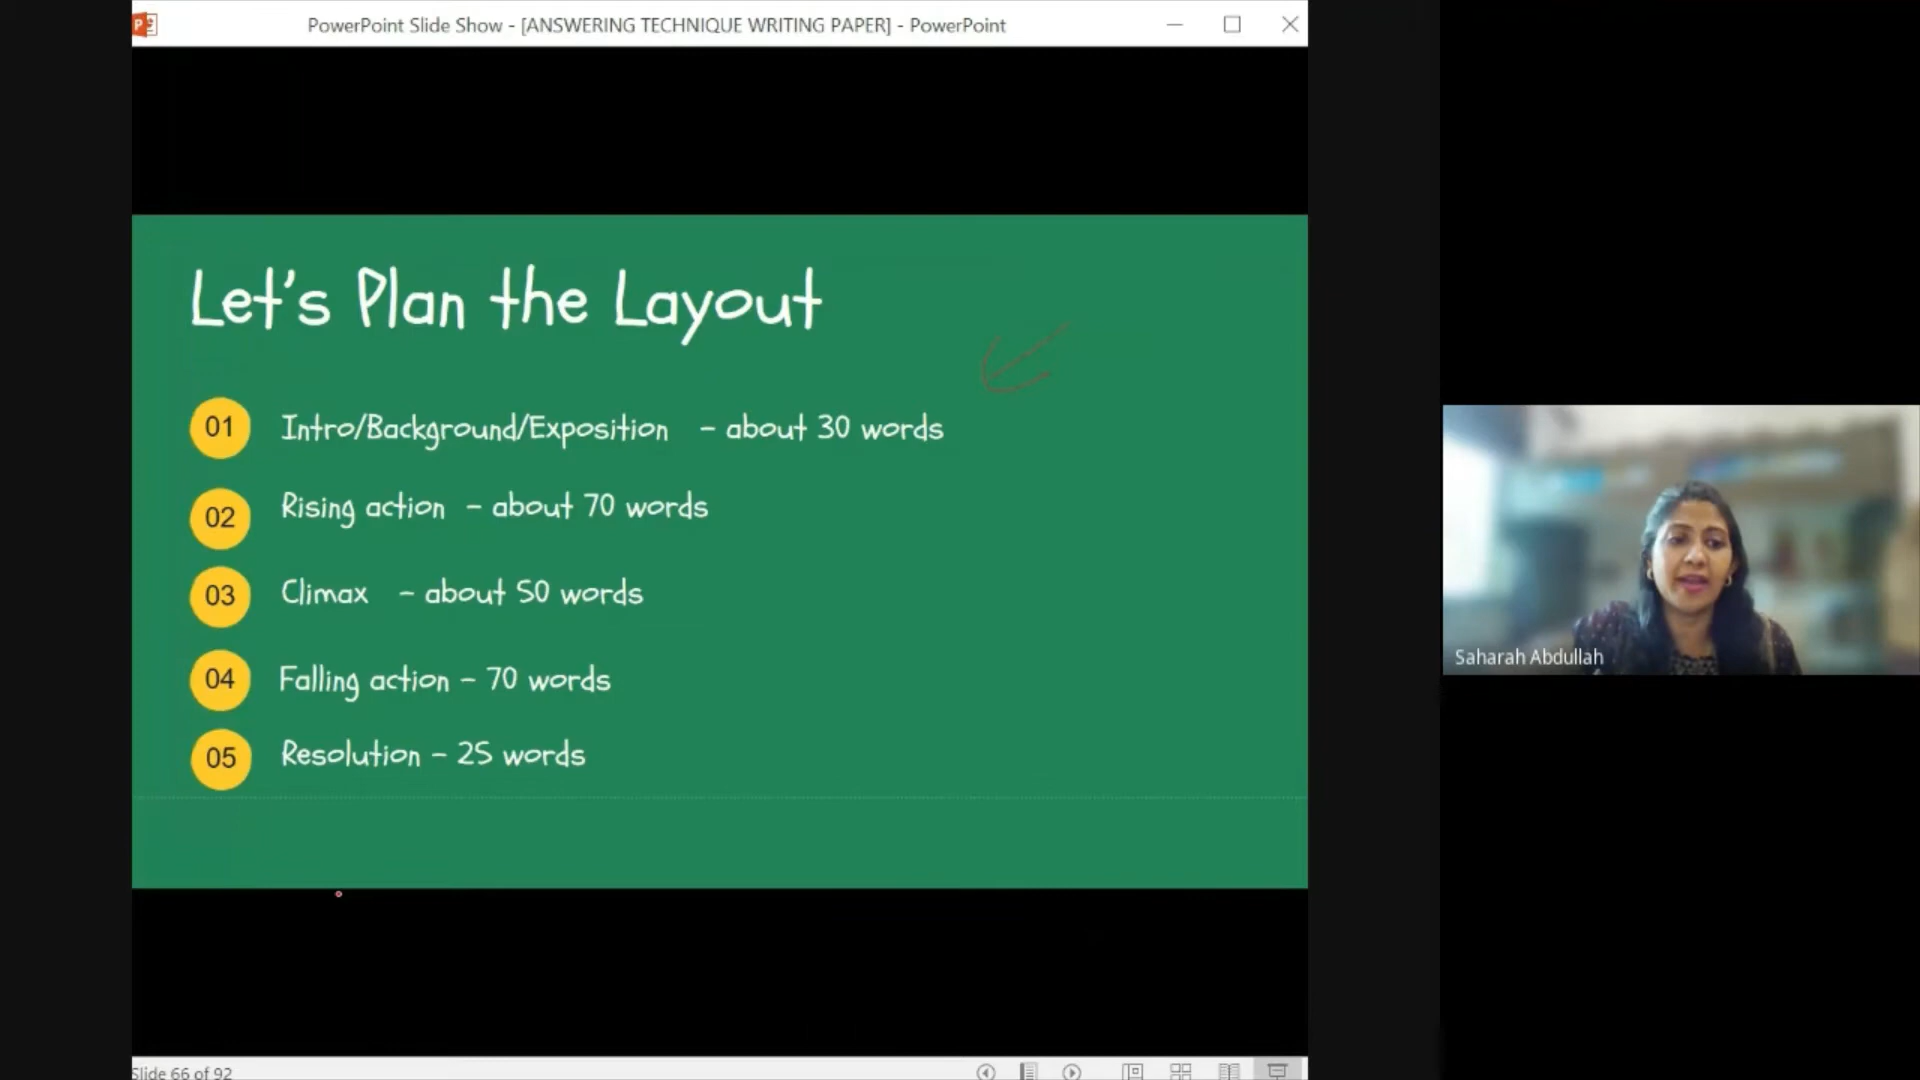 PowerPoint Slide Show - [ANSWERING TECHNIQUE WRITING PAPER] - PowerPoint
Let's Plan the Layout
01 Intro/Background/Exposition - about 30 words
02 Rising action - about 70 words
03 Climax - about 50 words
04 Falling action - 70 words
05 Resolution - 25 words
Saharah Abdullah
Slide 66 of 92